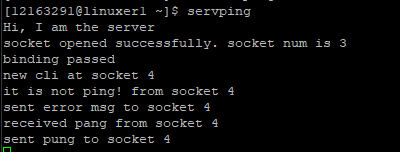 [12163291@linuxer1 ~]$ servping
Hi, I am the server
socket opened successfully. socket num is 3
binding passed
new cli at socket 4
it is not ping! from socket 4
sent error msg to socket 4
received pang from socket 4
sent pung to socket 4